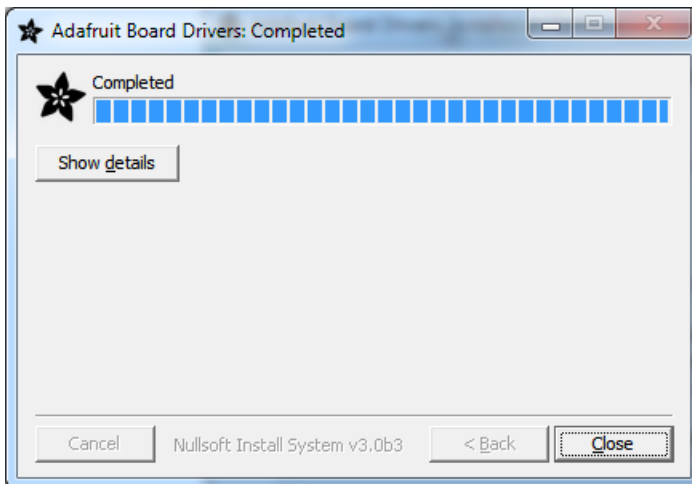 Adafruit Board Drivers: Completed
Completed
Show details
Cancel
Nullsoft Install System v3.0b3
< Back
Close